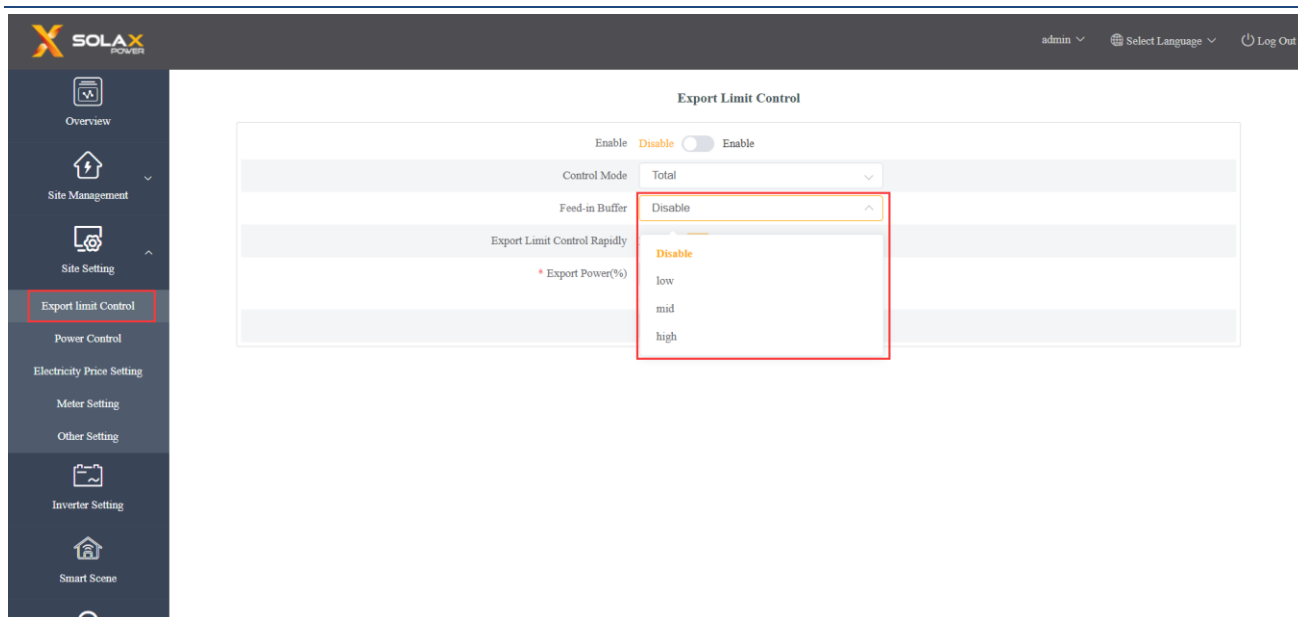 SOLAX
POWER
admin
Select Language
Log Out
Overview
Site Management
Site Setting
Export limit Control
Power Control
Electricity Price Setting
Meter Setting
Other Setting
Inverter Setting
Smart Scene
Export Limit Control
Enable Disable Enable
Control Mode Total
Feed-in Buffer Disable
Export Limit Control Rapidly
* Export Power(%)
Disable
low
mid
high